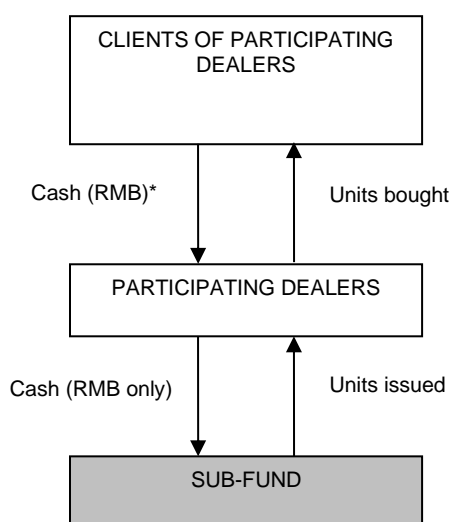 CLIENTS OF PARTICIPATING
DEALERS
Cash (RMB)*
Units bought
PARTICIPATING DEALERS
Cash (RMB only)
Units issued
SUB-FUND